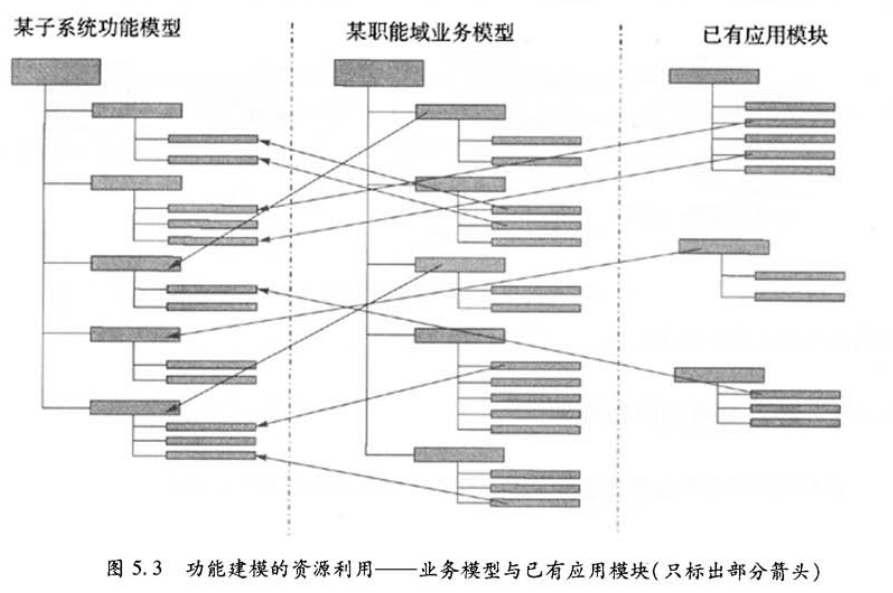 某子系统功能模型
某职能域业务模型
已有应用模块
图 5.3 功能建模的资源利用——业务模型与已有应用模块(只标出部分箭头)